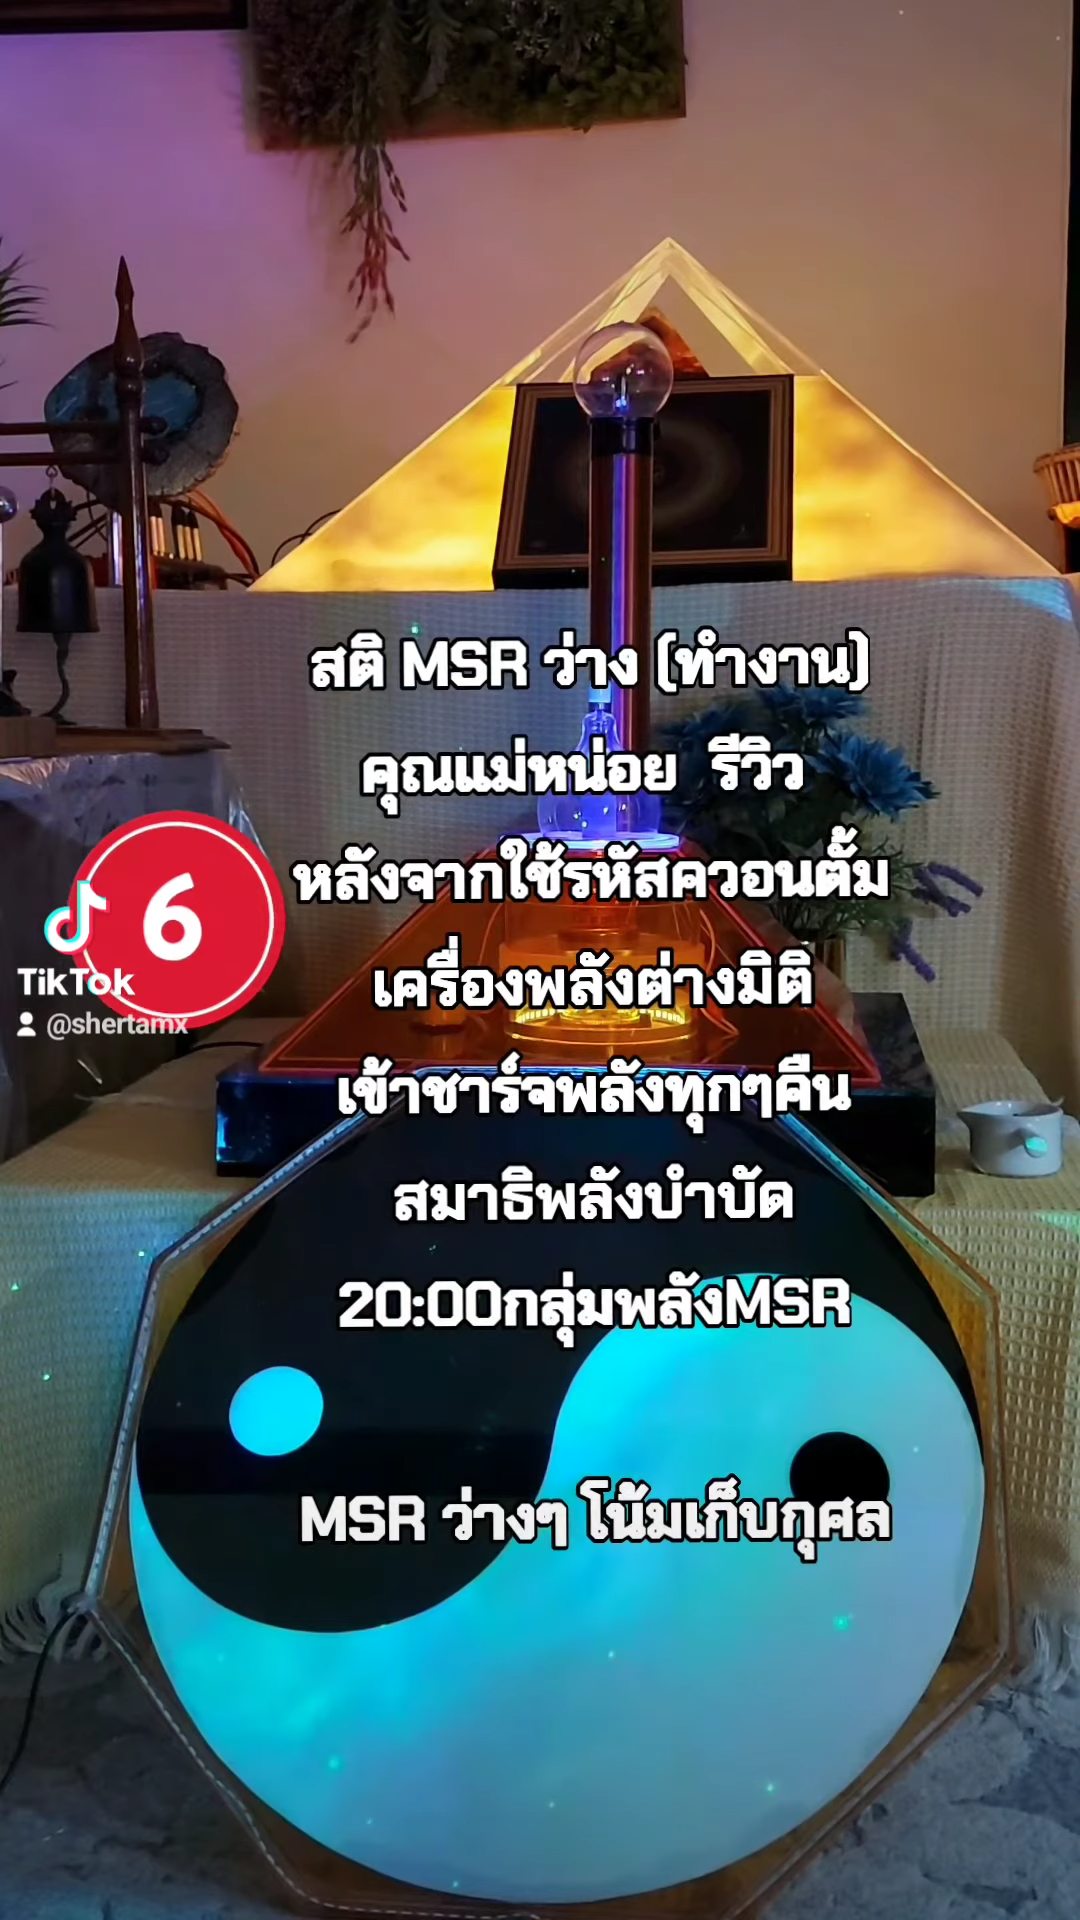 สติ MSR ว่าง (ทำงาน)
คุณแม่หน่อย รีวิว
หลังจากใช้รหัสควอนตั้ม
เครื่องพลังต่างมิติ
เข้าชาร์จพลังทุกๆคืน
สมาธิพลังบำบัด
20:00กลุ่มพลังMSR
MSR ว่างๆ โน้มเก็บกุศล
6
TikTok
@shertamx